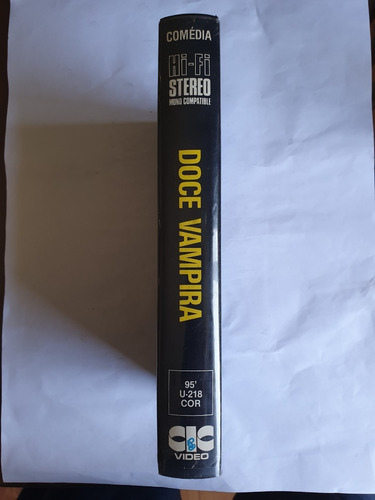 COMÉDIA
Hi-Fi
STEREO
MONO COMPATIBLE
DOCE VAMPIRA
95'
U-218
COR
CIC
VIDEO